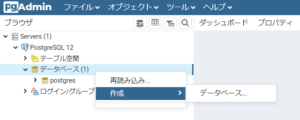 pgAdmin ファイル オブジェクト ツール ヘルプ
ブラウザ ダッシュボード プロパティ
Servers (1)
PostgreSQL 12
テーブル空間
データベース (1)
postgres 再読み込み...
ログイン/グループ 作成 データベース...